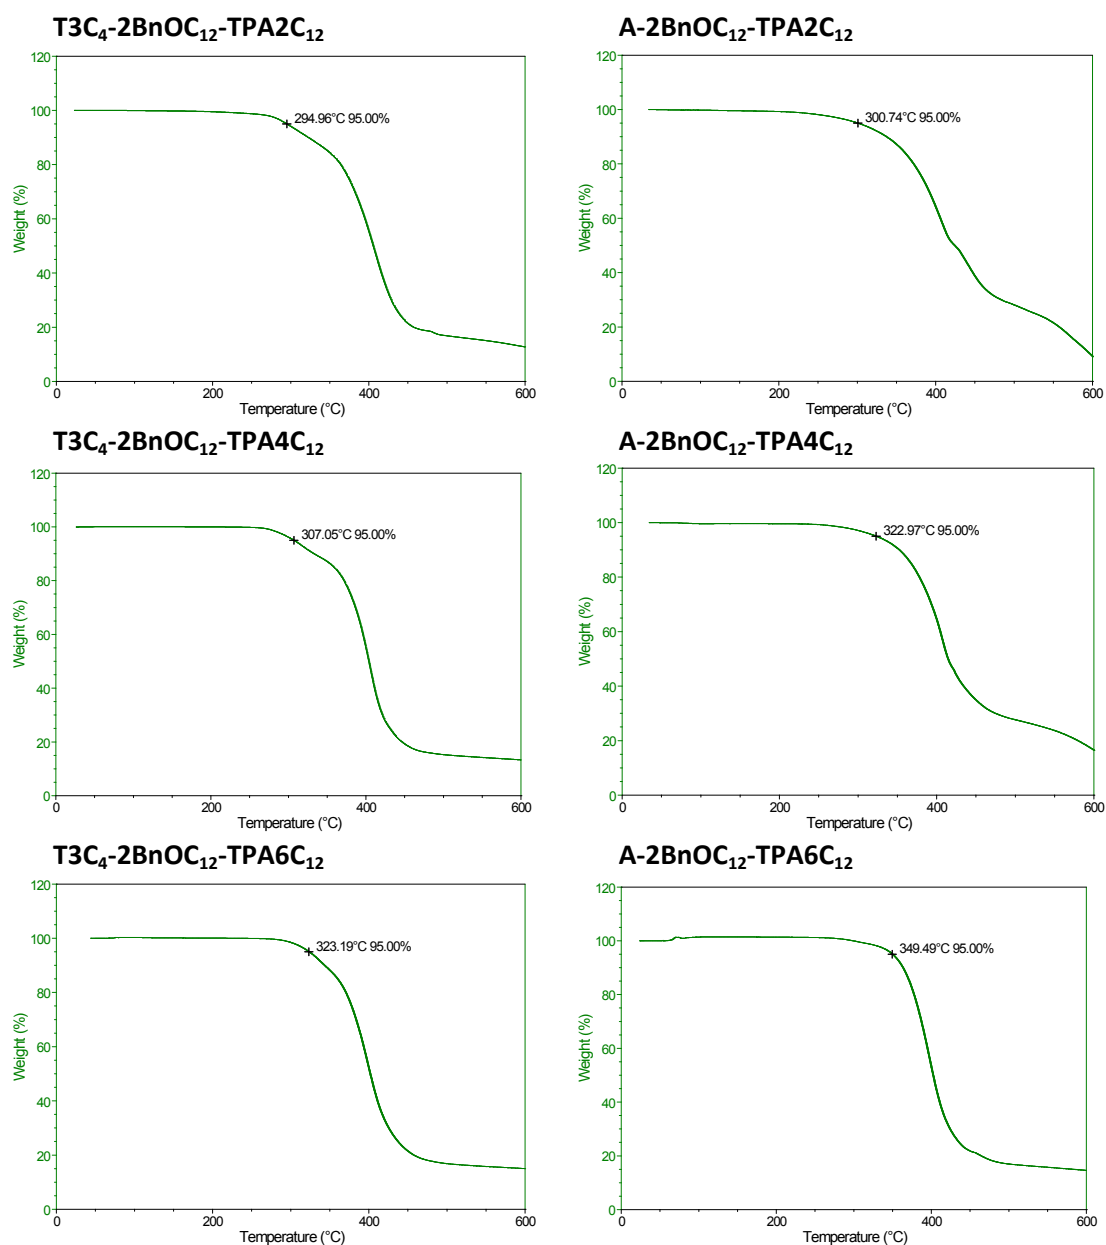 T3C₄-2BnOC₁₂-TPA2C₁₂
120
100
80
60
40
20
0
Weight (%)
294.96°C 95.00%
0 200 400 600
Temperature (°C)
A-2BnOC₁₂-TPA2C₁₂
120
100
80
60
40
20
0
Weight (%)
300.74°C 95.00%
0 200 400 600
Temperature (°C)
T3C₄-2BnOC₁₂-TPA4C₁₂
120
100
80
60
40
20
0
Weight (%)
307.05°C 95.00%
0 200 400 600
Temperature (°C)
A-2BnOC₁₂-TPA4C₁₂
120
100
80
60
40
20
0
Weight (%)
322.97°C 95.00%
0 200 400 600
Temperature (°C)
T3C₄-2BnOC₁₂-TPA6C₁₂
120
100
80
60
40
20
0
Weight (%)
323.19°C 95.00%
0 200 400 600
Temperature (°C)
A-2BnOC₁₂-TPA6C₁₂
120
100
80
60
40
20
0
Weight (%)
349.49°C 95.00%
0 200 400 600
Temperature (°C)